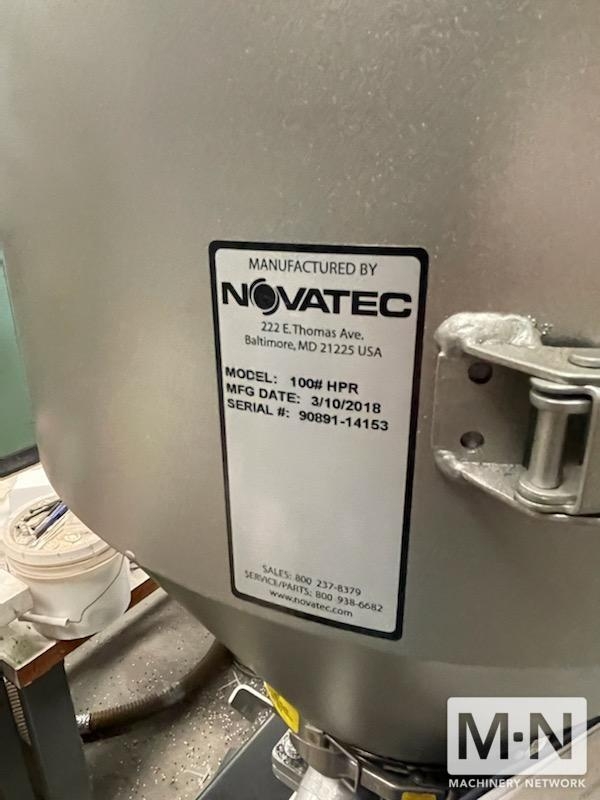 MANUFACTURED BY
NOVATEC
222 E. Thomas Ave.
Baltimore, MD 21225 USA
MODEL: 100# HPR
MFG DATE: 3/10/2018
SERIAL #: 90891-14153
SALES: 800 237-8379
SERVICE/PARTS: 800 938-6682
www.novatec.com
M·N
MACHINERY NETWORK